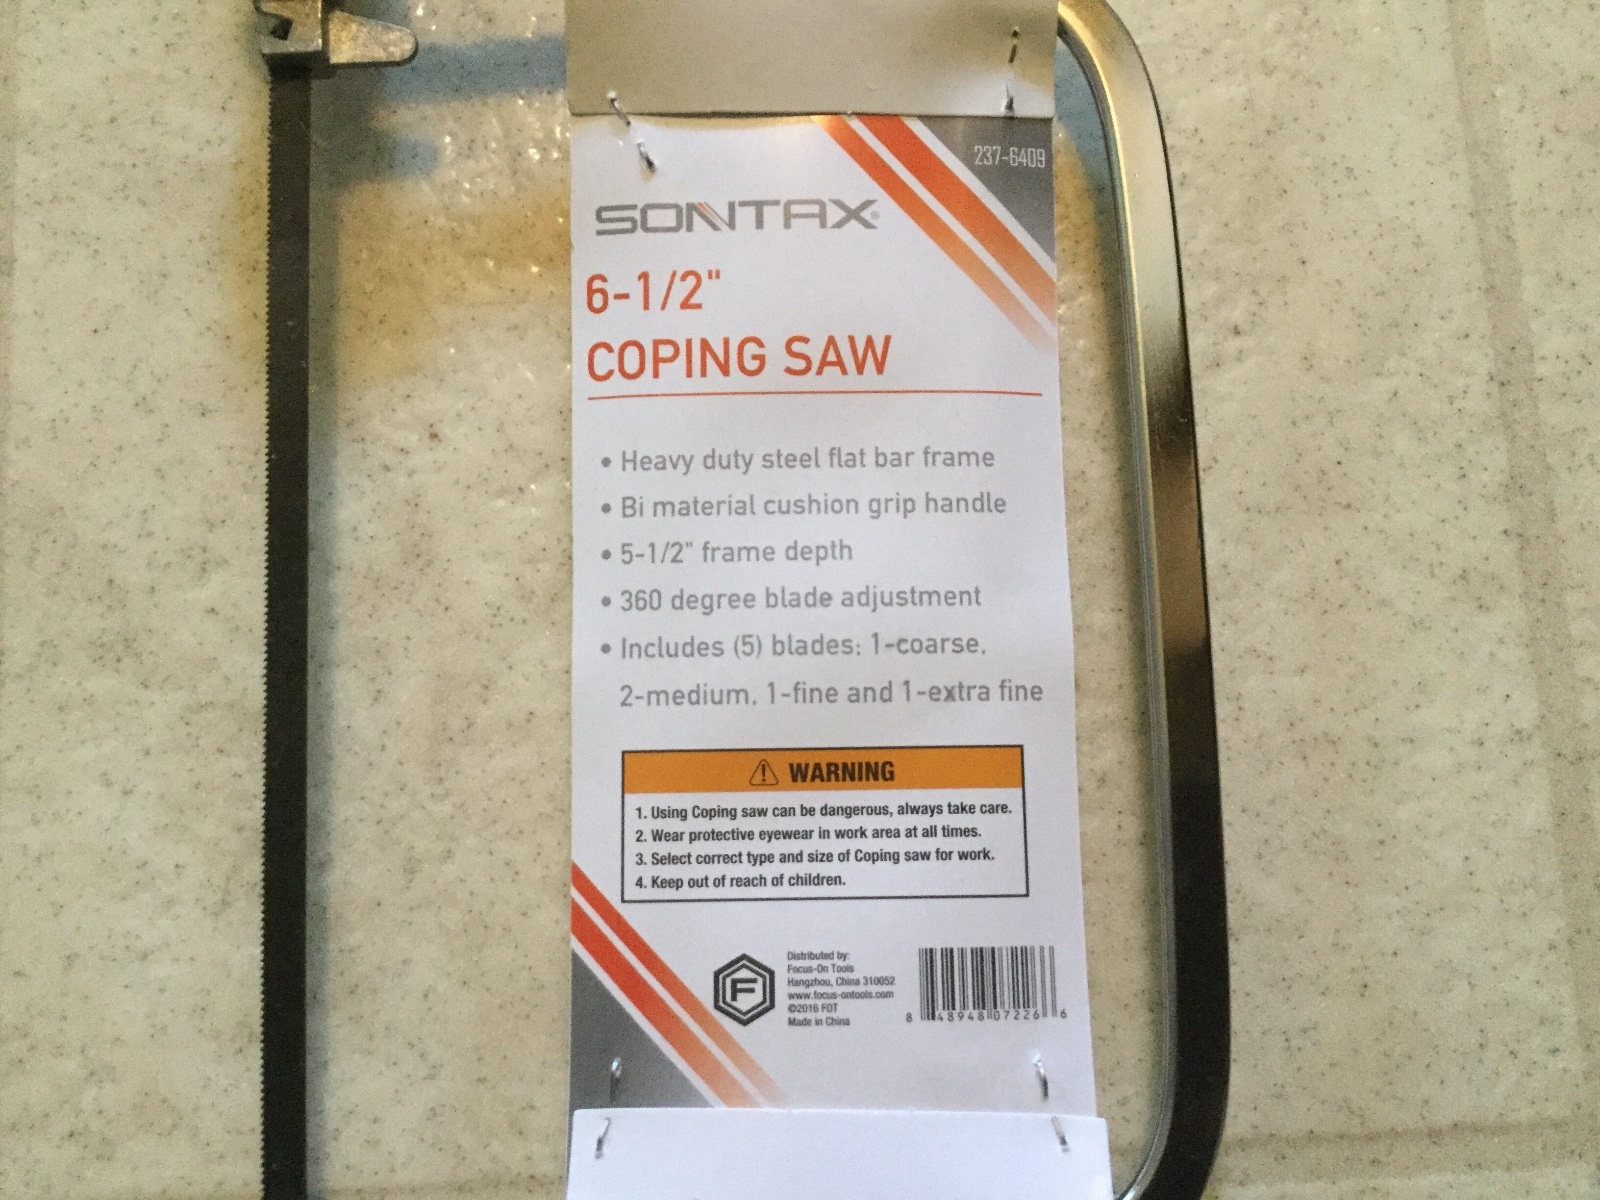 237-6409
SONTAX®
6-1/2"
COPING SAW
• Heavy duty steel flat bar frame
• Bi material cushion grip handle
• 5-1/2" frame depth
• 360 degree blade adjustment
• Includes (5) blades: 1-coarse,
2-medium, 1-fine and 1-extra fine
WARNING
1. Using Coping saw can be dangerous, always take care.
2. Wear protective eyewear in work area at all times.
3. Select correct type and size of Coping saw for work.
4. Keep out of reach of children.
F
Distributed by:
Focus-On Tools
Hangzhou, China 310052
www.focus-ontools.com
©2016 FOT
Made in China
8 48948 07226 6